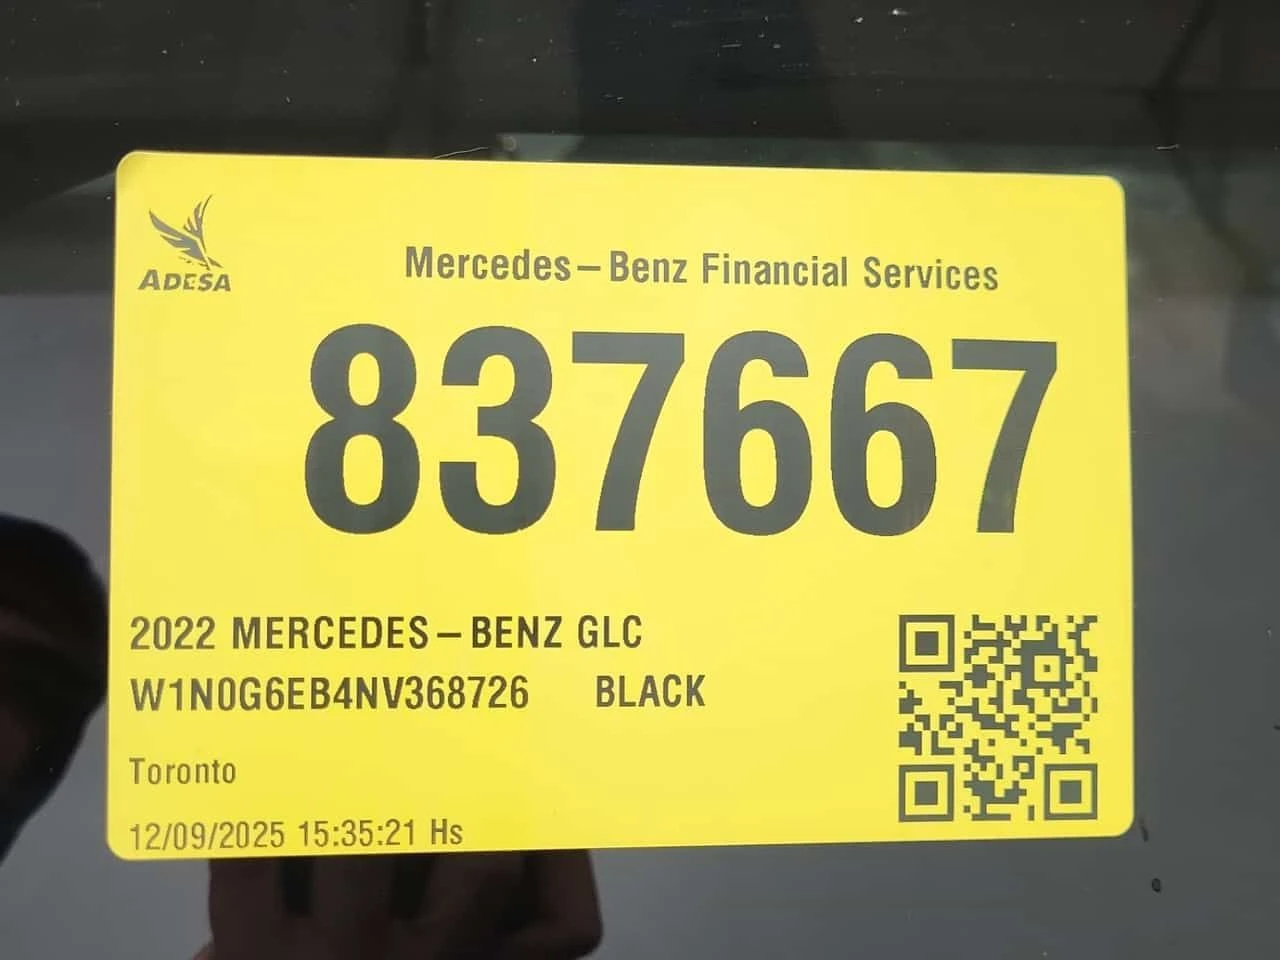 ADESA
Mercedes-Benz Financial Services
837667
2022 MERCEDES-BENZ GLC
W1N0G6EB4NV368726 BLACK
Toronto
12/09/2025 15:35:21 Hs